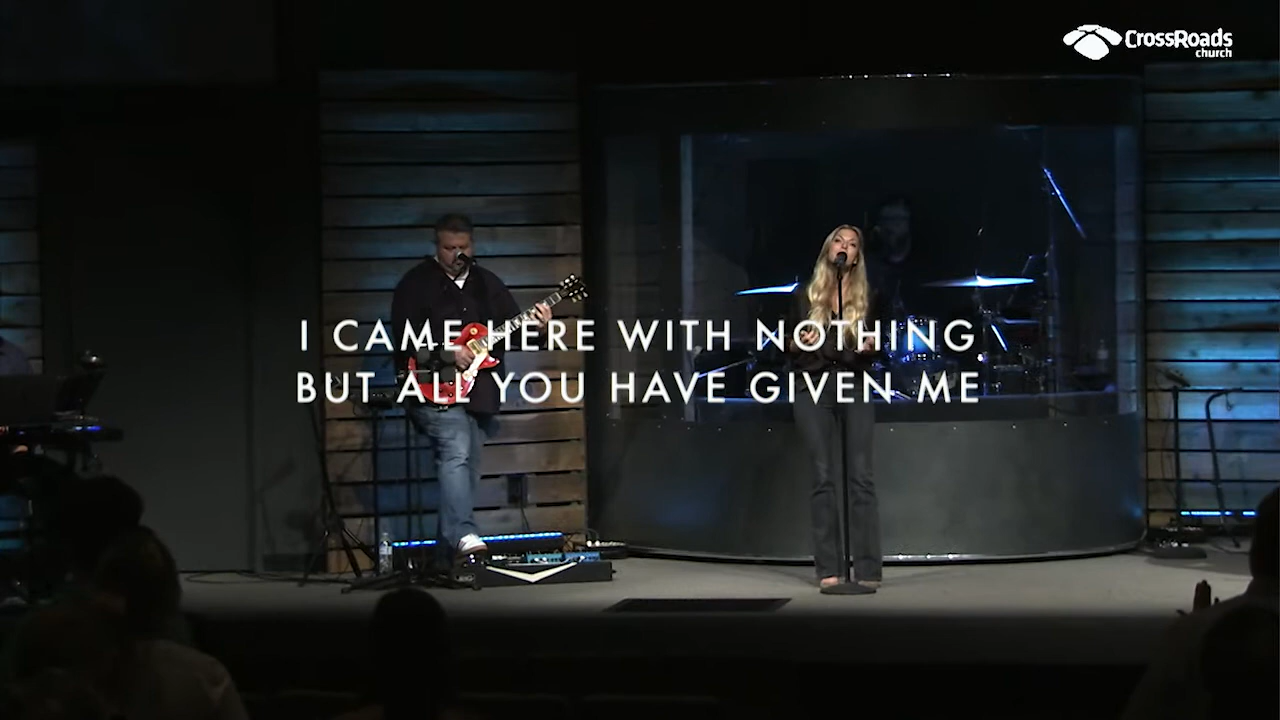 CrossRoads
church
I CAME HERE WITH NOTHING
BUT ALL YOU HAVE GIVEN ME